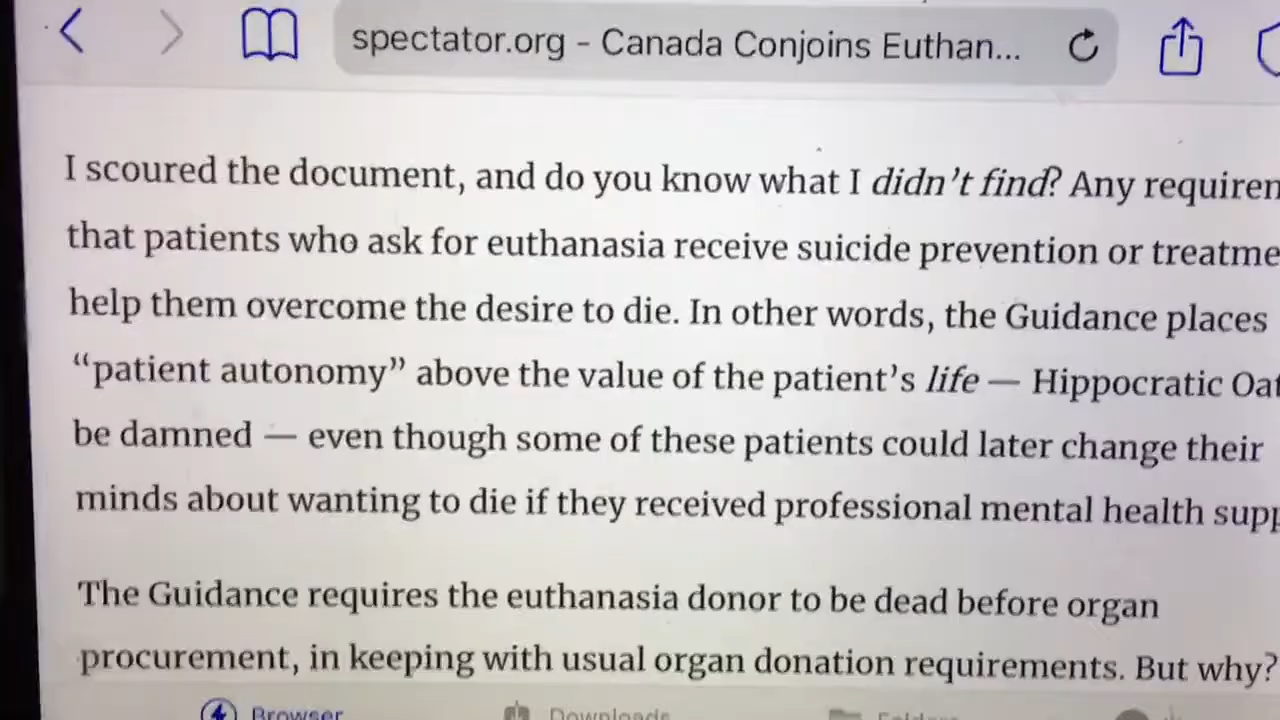 spectator.org - Canada Conjoins Euthan...
I scoured the document, and do you know what I didn't find? Any requirem
that patients who ask for euthanasia receive suicide prevention or treatme
help them overcome the desire to die. In other words, the Guidance places
“patient autonomy” above the value of the patient's life — Hippocratic Oat
be damned — even though some of these patients could later change their
minds about wanting to die if they received professional mental health supp
The Guidance requires the euthanasia donor to be dead before organ
procurement, in keeping with usual organ donation requirements. But why?
Browser Downloads